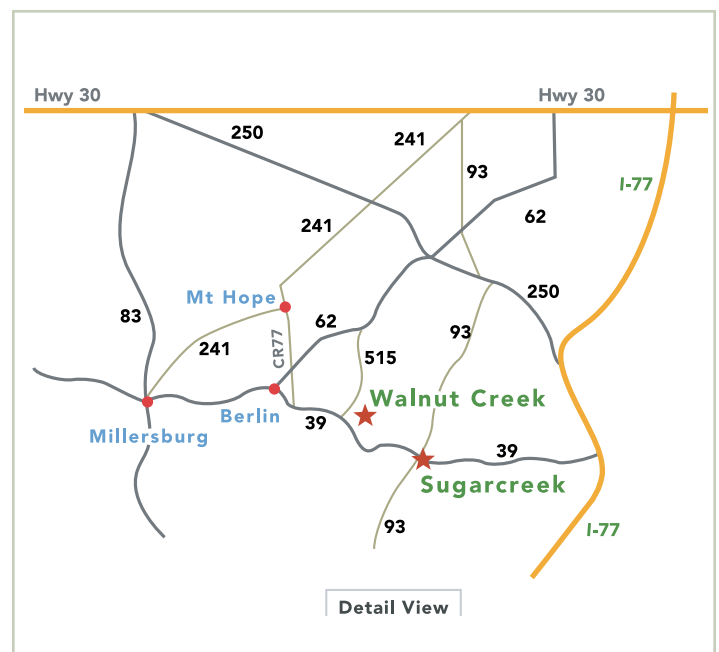 Hwy 30
Hwy 30
250
241
93
I-77
62
241
Mt Hope
250
83
62
93
241
CR77
515
Walnut Creek
Berlin
39
Millersburg
39
Sugarcreek
93
I-77
Detail View